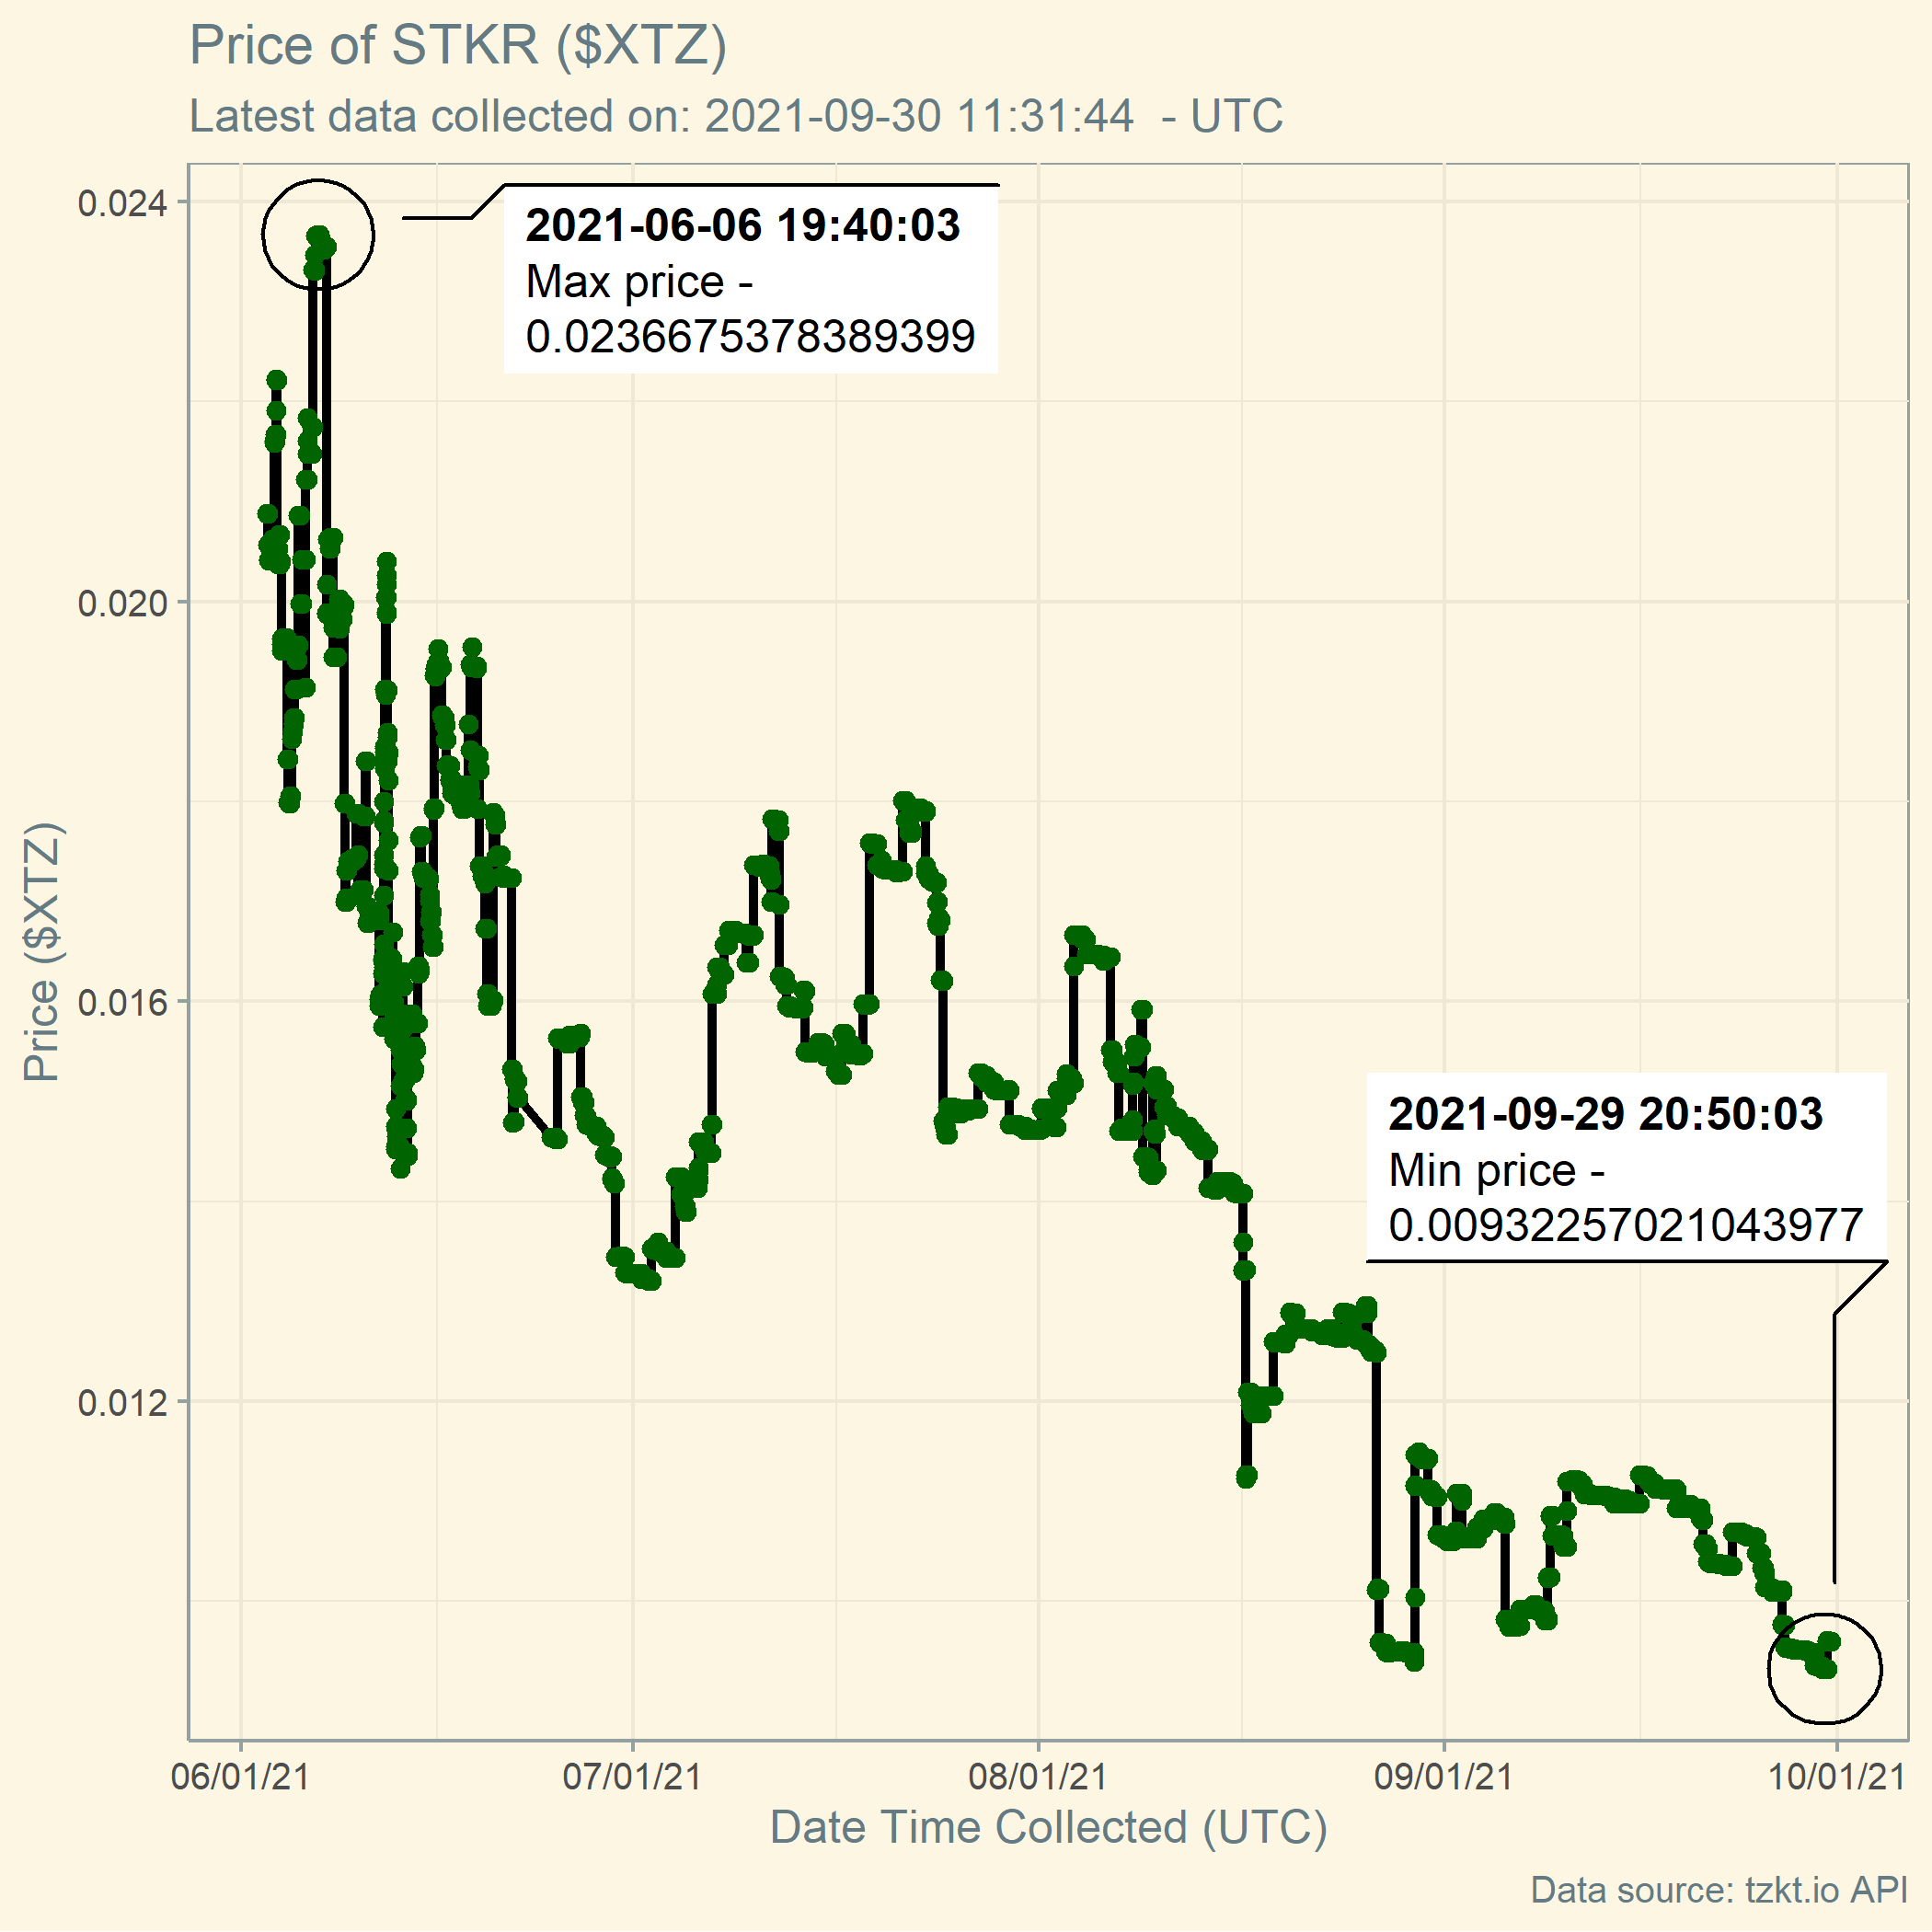 Price of STKR ($XTZ)
Latest data collected on: 2021-09-30 11:31:44  - UTC
0.024
2021-06-06 19:40:03
Max price -
0.0236675378389399
0.020
Price ($XTZ)
0.016
2021-09-29 20:50:03
Min price -
0.00932257021043977
0.012
06/01/21
07/01/21
08/01/21
09/01/21
10/01/21
Date Time Collected (UTC)
Data source: tzkt.io API